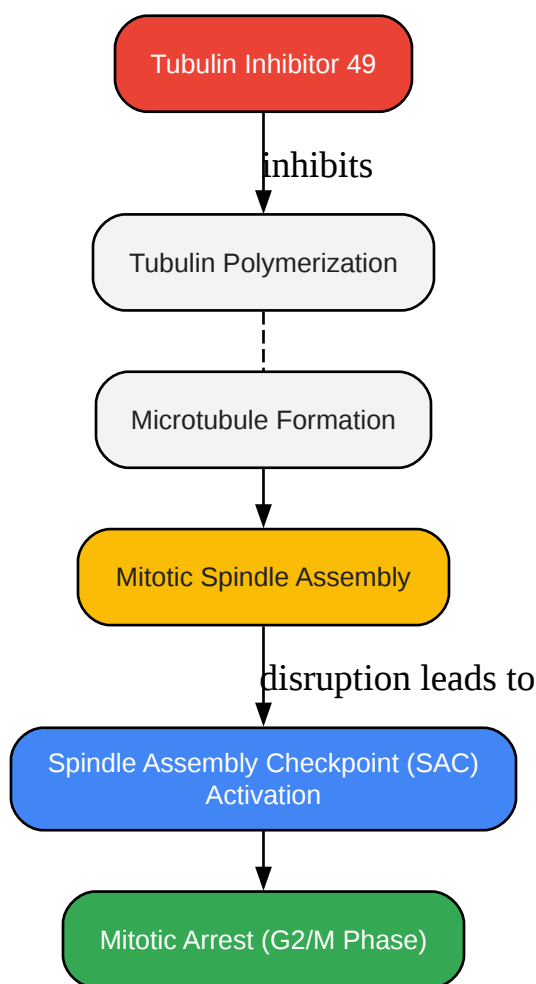 Tubulin Inhibitor 49
inhibits
Tubulin Polymerization
Microtubule Formation
Mitotic Spindle Assembly
disruption leads to
Spindle Assembly Checkpoint (SAC)
Activation
Mitotic Arrest (G2/M Phase)